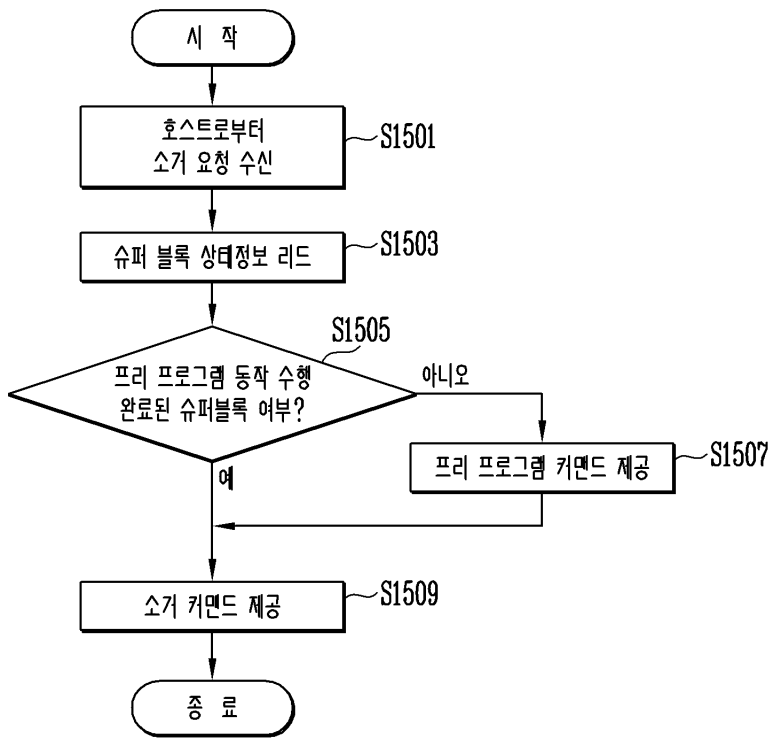 시 작
호스트로부터
소거 요청 수신
S1501
슈퍼 블록 상태정보 리드
S1503
S1505
프리 프로그램 동작 수행
완료된 슈퍼블록 여부?
아니오
예
프리 프로그램 커맨드 제공
S1507
소거 커맨드 제공
S1509
종 료